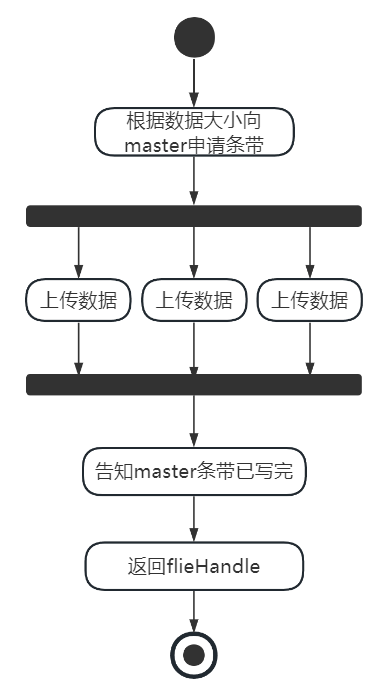 根据数据大小向
master申请条带
上传数据
上传数据
上传数据
告知master条带已写完
返回flieHandle